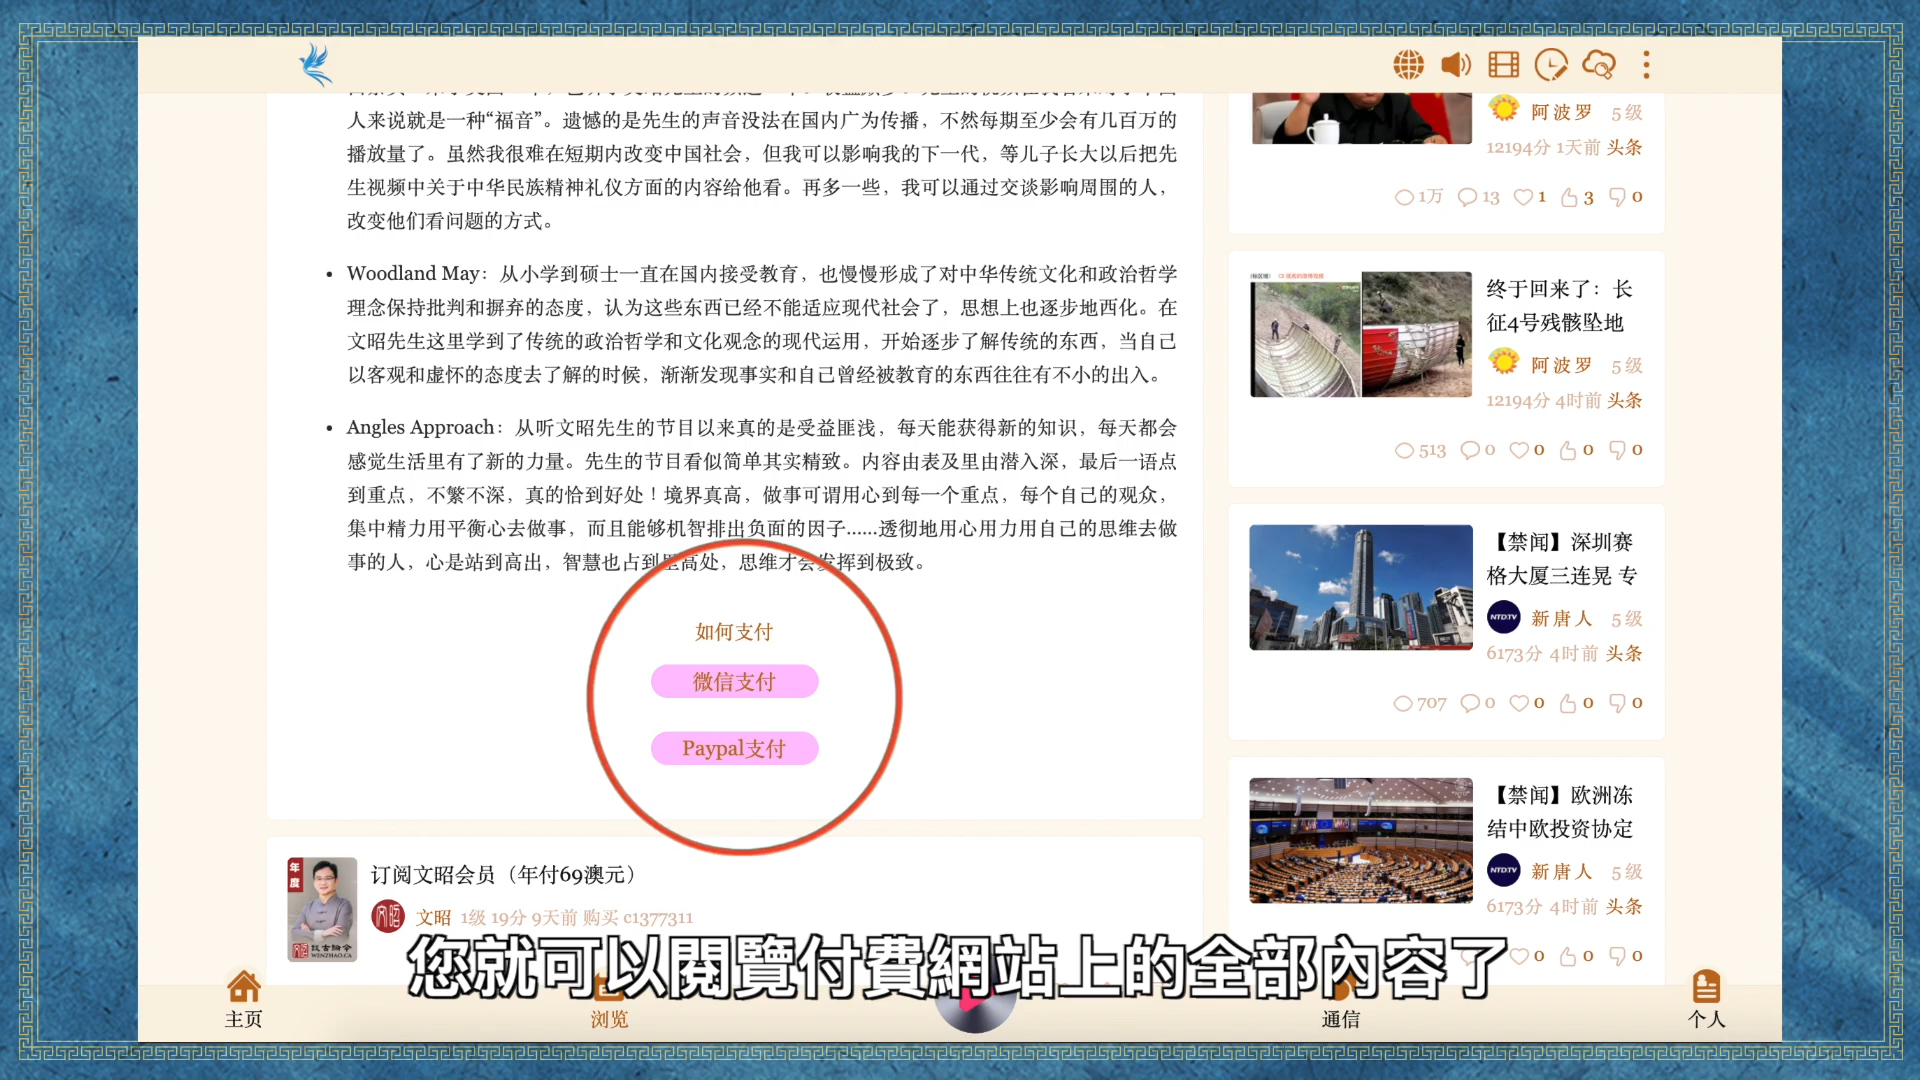 人来说就是一种“福音”。遗憾的是先生的声音没法在国内广为传播，不然每期至少会有几百万的
播放量了。虽然我很难在短期内改变中国社会，但我可以影响我的下一代，等儿子长大以后把先
生视频中关于中华民族精神礼仪方面的内容给他看。再多一些，我可以通过交谈影响周围的人，
改变他们看问题的方式。
• Woodland May：从小学到硕士一直在国内接受教育，也慢慢形成了对中华传统文化和政治哲学
理念保持批判和摒弃的态度，认为这些东西已经不能适应现代社会了，思想上也逐步地西化。在
文昭先生这里学到了传统的政治哲学和文化观念的现代运用，开始逐步了解传统的东西，当自己
以客观和虚怀的态度去了解的时候，渐渐发现事实和自己曾经被教育的东西往往有不小的出入。
• Angles Approach：从听文昭先生的节目以来真的是受益匪浅，每天能获得新的知识，每天都会
感觉生活里有了新的力量。先生的节目看似简单其实精致。内容由表及里由潜入深，最后一语点
到重点，不繁不深，真的恰到好处！境界真高，做事可谓用心到每一个重点，每个自己的观众，
集中精力用平衡心去做事，而且能够机智排出负面的因子......透彻地用心用力用自己的思维去做
事的人，心是站到高出，智慧也占到至高处，思维才会发挥到极致。
如何支付
微信支付
Paypal支付
年度
文昭 談古論今
WENZHAO.CA
订阅文昭会员（年付69澳元）
文昭 1级 19分 9天前 购买 c1377311
阿波罗 5级
12194分 1天前 头条
1万 13 1 3 0
终于回来了：长
征4号残骸坠地
阿波罗 5级
12194分 4时前 头条
513 0 0 0 0
【禁闻】深圳赛
格大厦三连晃 专
NTDTV 新唐人 5级
6173分 4时前 头条
707 0 0 0 0
【禁闻】欧洲冻
结中欧投资协定
NTDTV 新唐人 5级
6173分 4时前 头条
0 0 0
您就可以閱覽付費網站上的全部內容了
主页
浏览
通信
个人